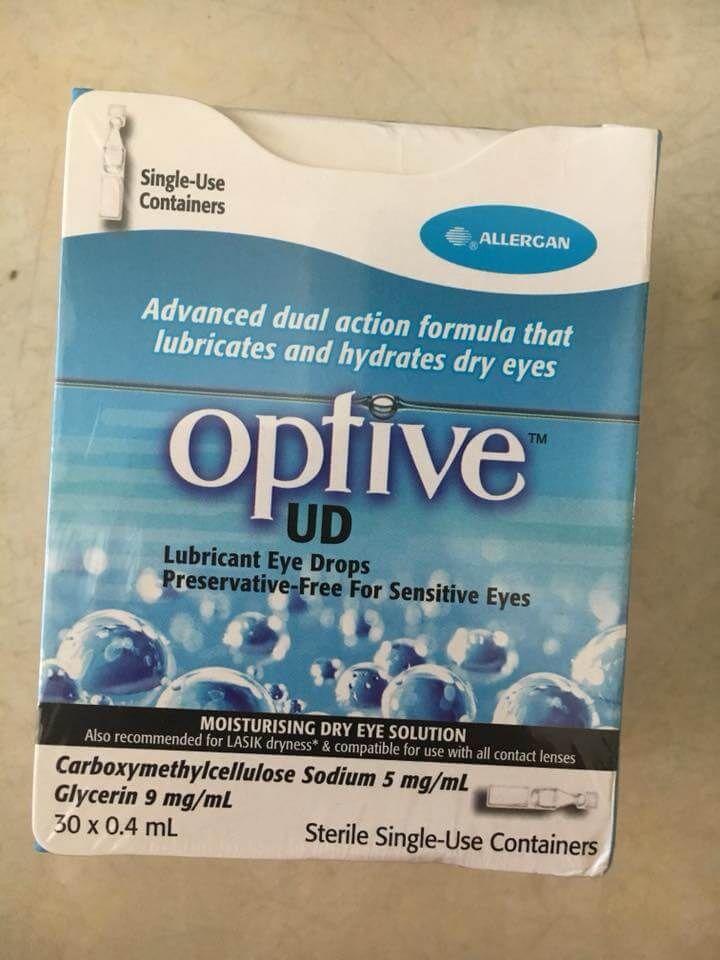 Single-Use
Containers
® ALLERGAN
Advanced dual action formula that
lubricates and hydrates dry eyes
optive™
UD
Lubricant Eye Drops
Preservative-Free For Sensitive Eyes
MOISTURISING DRY EYE SOLUTION
Also recommended for LASIK dryness* & compatible for use with all contact lenses
Carboxymethylcellulose Sodium 5 mg/mL
Glycerin 9 mg/mL
30 x 0.4 mL
Sterile Single-Use Containers